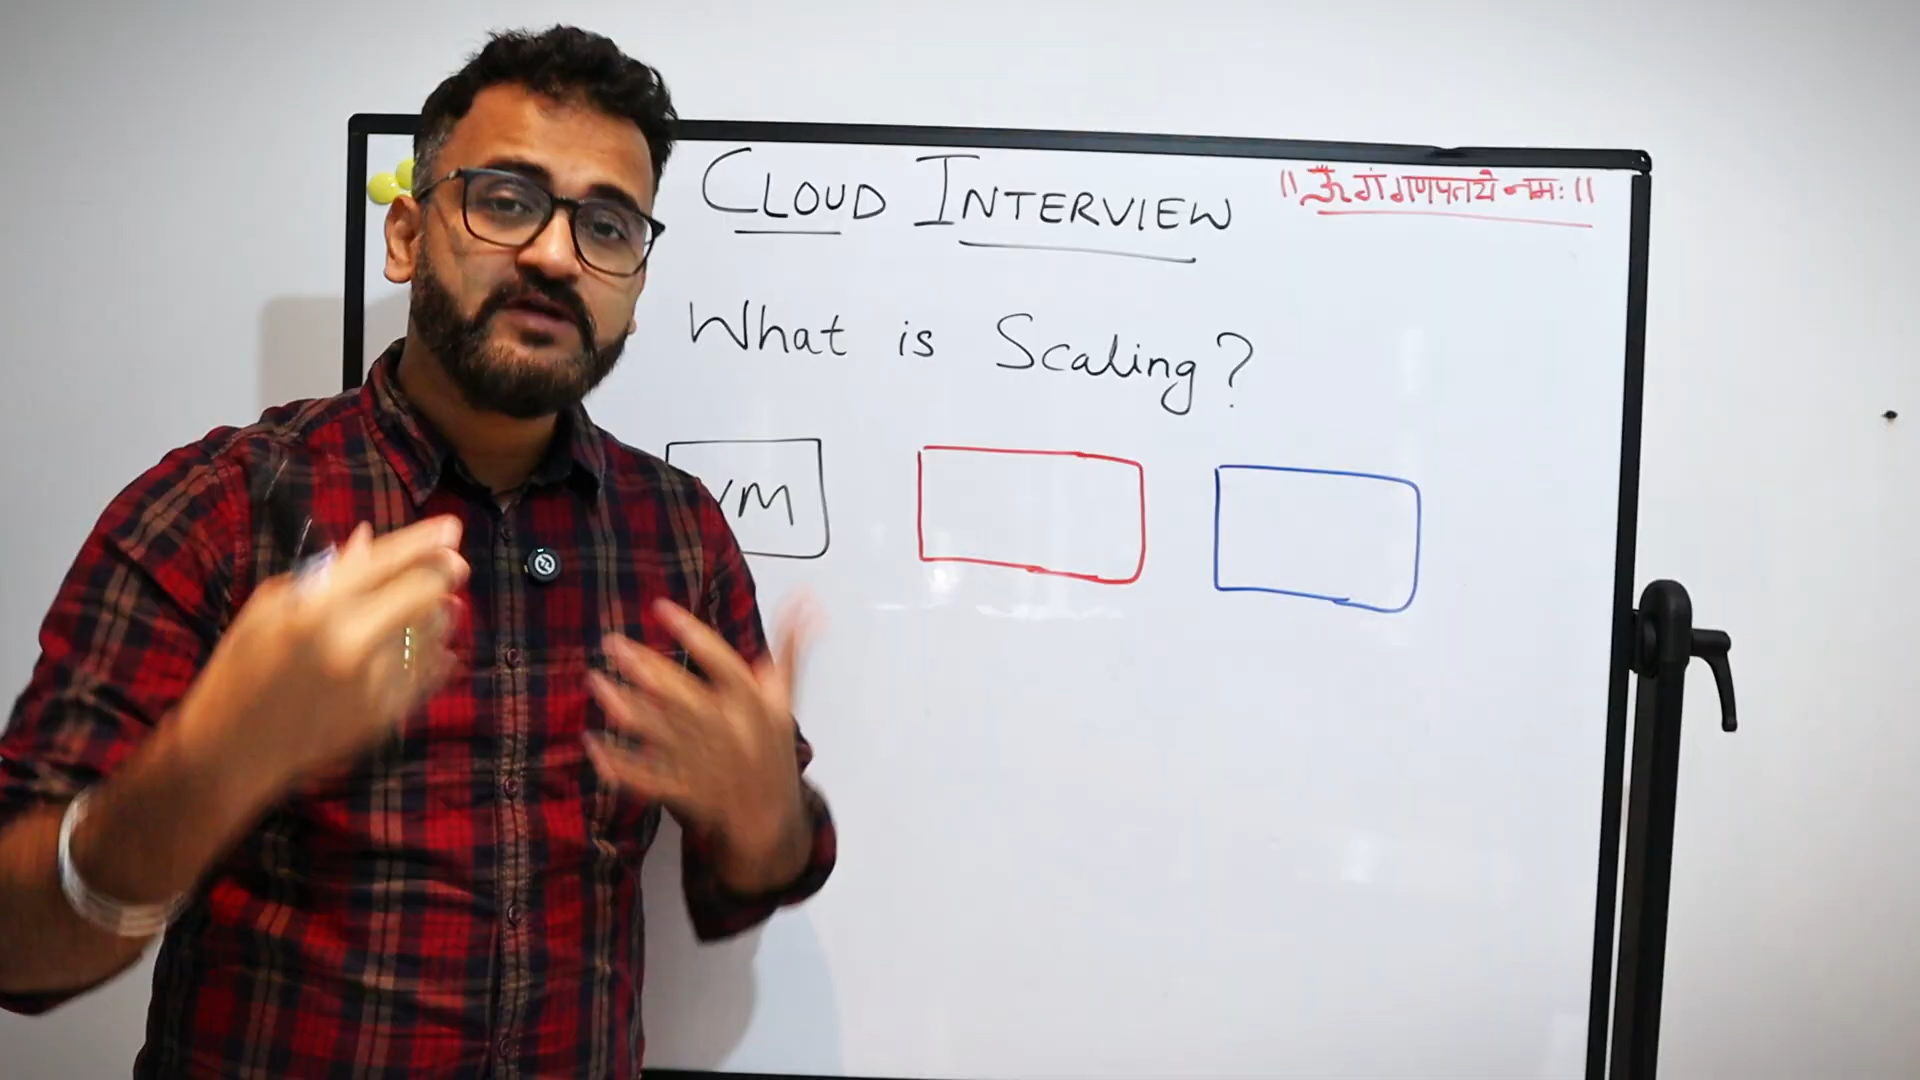 CLOUD INTERVIEW
॥ ॐ गं गणपतये नमः ॥
What is Scaling?
VM